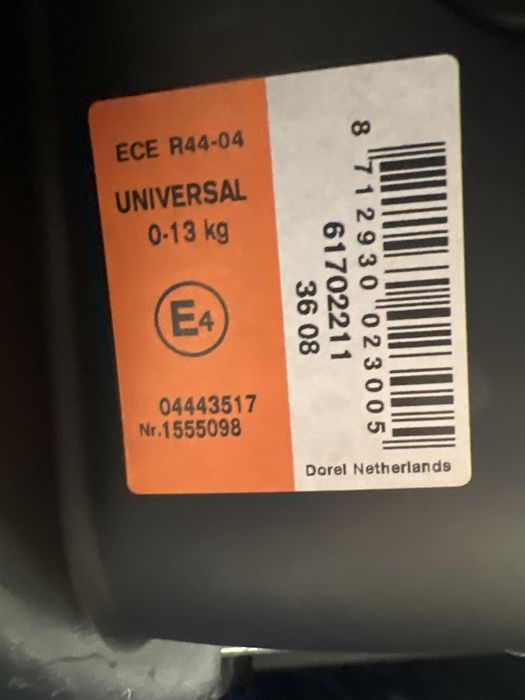 ECE R44-04
UNIVERSAL
0-13 kg
E4
04443517
Nr.1555098
8 712930 023005
61702211
36 08
Dorel Netherlands